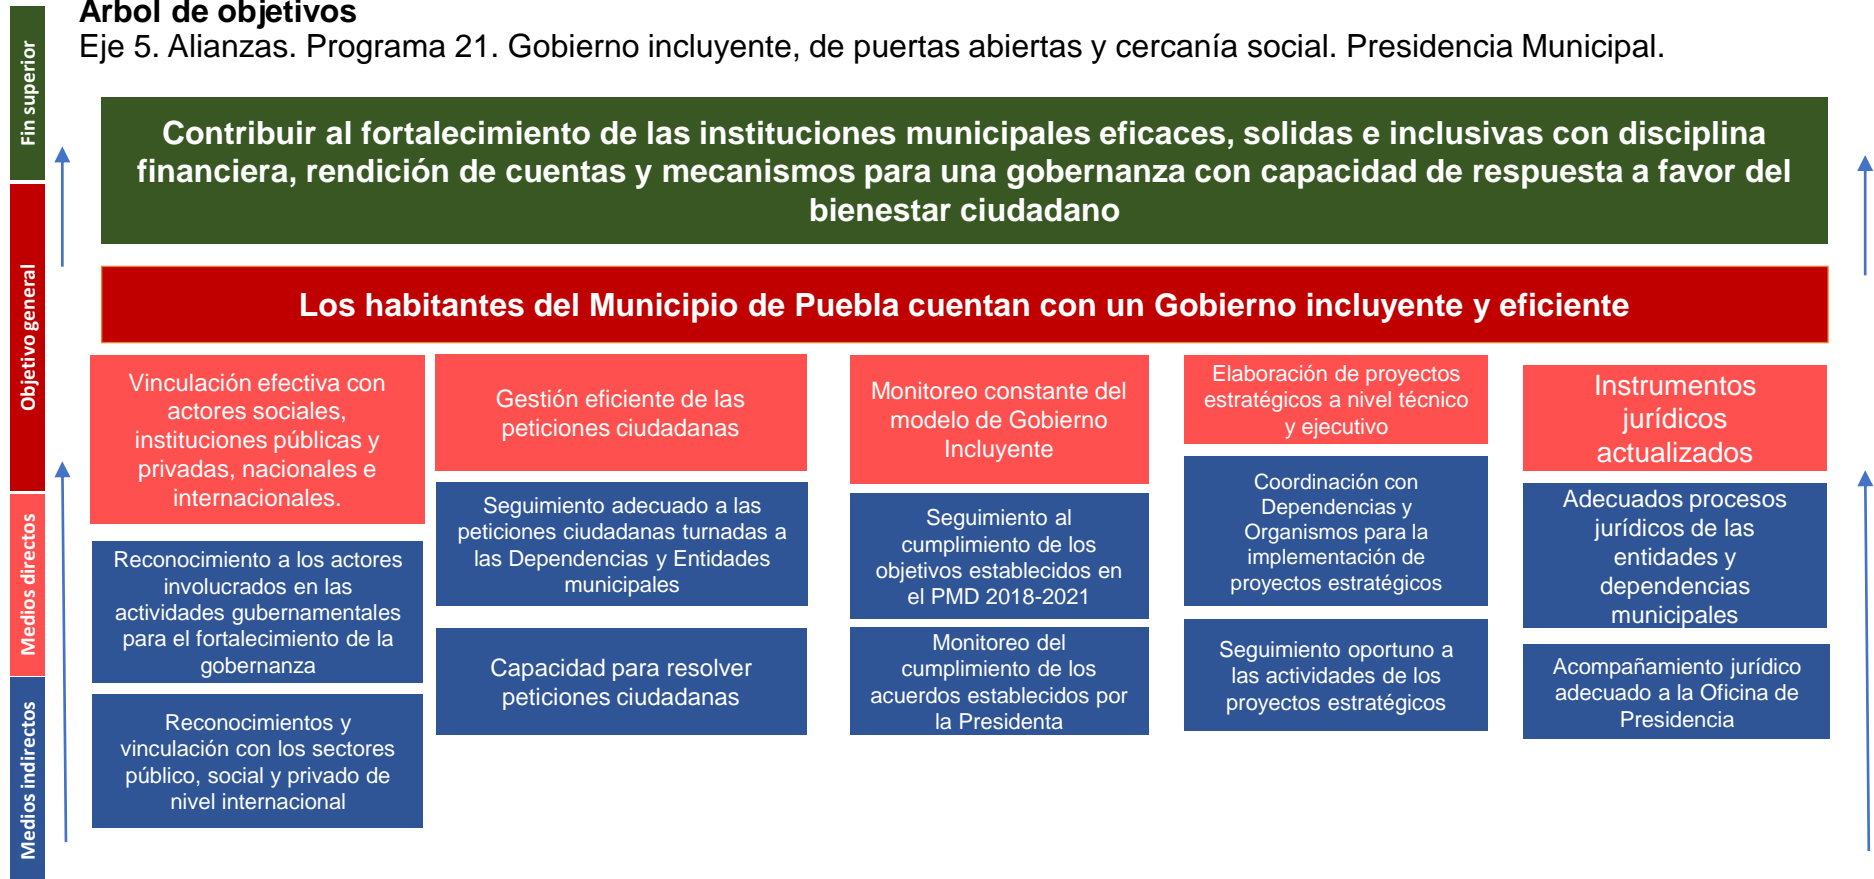 Arbol de objetivos
Eje 5. Alianzas. Programa 21. Gobierno incluyente, de puertas abiertas y cercanía social. Presidencia Municipal.
Fin superior
Contribuir al fortalecimiento de las instituciones municipales eficaces, solidas e inclusivas con disciplina
financiera, rendición de cuentas y mecanismos para una gobernanza con capacidad de respuesta a favor del
bienestar ciudadano
Objetivo general
Los habitantes del Municipio de Puebla cuentan con un Gobierno incluyente y eficiente
Medios directos
Vinculación efectiva con
actores sociales,
instituciones públicas y
privadas, nacionales e
internacionales.
Gestión eficiente de las
peticiones ciudadanas
Monitoreo constante del
modelo de Gobierno
Incluyente
Elaboración de proyectos
estratégicos a nivel técnico
y ejecutivo
Instrumentos
jurídicos
actualizados
Medios indirectos
Reconocimiento a los actores
involucrados en las
actividades gubernamentales
para el fortalecimiento de la
gobernanza
Seguimiento adecuado a las
peticiones ciudadanas turnadas a
las Dependencias y Entidades
municipales
Seguimiento al
cumplimiento de los
objetivos establecidos en
el PMD 2018-2021
Coordinación con
Dependencias y
Organismos para la
implementación de
proyectos estratégicos
Adecuados procesos
jurídicos de las
entidades y
dependencias
municipales
Reconocimientos y
vinculación con los sectores
público, social y privado de
nivel internacional
Capacidad para resolver
peticiones ciudadanas
Monitoreo del
cumplimiento de los
acuerdos establecidos por
la Presidenta
Seguimiento oportuno a
las actividades de los
proyectos estratégicos
Acompañamiento jurídico
adecuado a la Oficina de
Presidencia